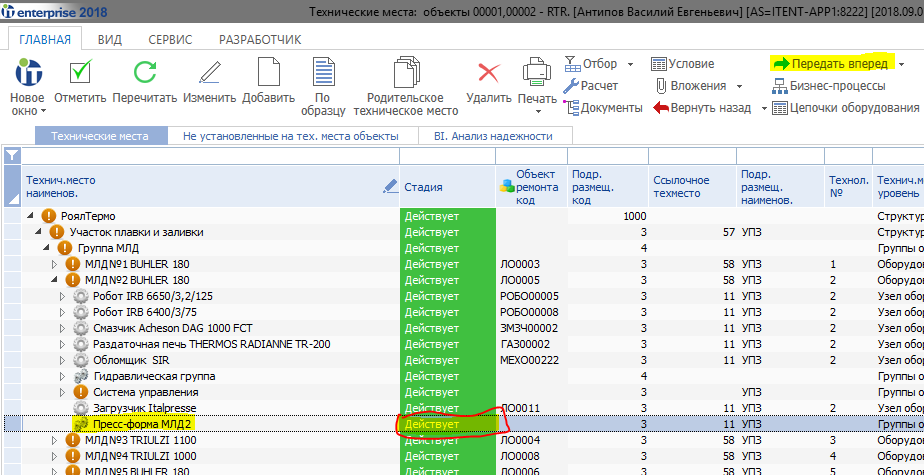 iT enterprise 2018 Технические места: объекты 00001,00002 - RTR. [Антипов Василий Евгеньевич] [AS=ITENT-APP1:8222] [2018.09.0
ГЛАВНАЯ ВИД СЕРВИС РАЗРАБОТЧИК
Новое окно Отметить Перечитать Изменить Добавить По образцу Родительское техническое место Удалить Печать
Отбор Условие Передать вперед
Расчет Вложения Бизнес-процессы
Документы Вернуть назад Цепочки оборудования
Технические места Не установленные на тех. места объекты BI. Анализ надежности
Технич.место наименов. Стадия Объект ремонта код Подр. размещ. код Ссылочное техместо Подр. размещ. наименов. Технол. № Технич.м уровень
РоялТермо Действует 1000 Структур
Участок плавки и заливки Действует 3 57 УПЗ Структур
Группа МЛД Действует 4 Группы о
МЛД№1 BUHLER 180 Действует ЛО0003 3 58 УПЗ 1 Оборудо
МЛД№2 BUHLER 180 Действует ЛО0005 3 58 УПЗ 2 Оборудо
Робот IRB 6650/3,2/125 Действует РОБО00005 3 11 УПЗ 2 Узел обор
Робот IRB 6400/3/75 Действует РОБО00008 3 11 УПЗ 2 Узел обор
Смазчик Acheson DAG 1000 FCT Действует ЗМЗЧ00002 3 11 УПЗ 2 Узел обор
Раздаточная печь THERMOS RADIANNE TR-200 Действует ГАЗ00002 3 11 УПЗ 2 Узел обор
Обломщик SIR Действует МЕХО00222 3 11 УПЗ 2 Узел обор
Гидравлическая группа Действует 4 Группы о
Система управления Действует 3 УПЗ Группы о
Загрузчик Italpresse Действует ЛО0011 3 11 УПЗ 2 Узел обор
Пресс-форма МЛД2 Действует 3 11 УПЗ Группы о
МЛД№3 TRIULZI 1100 Действует ЛО0004 3 58 УПЗ 3 Оборудо
МЛД№4 TRIULZI 1000 Действует ЛО0008 3 58 УПЗ 4 Оборудо
МЛД№5 BUHLER 180 Действует ЛО0006 3 58 УПЗ 5 Оборудо